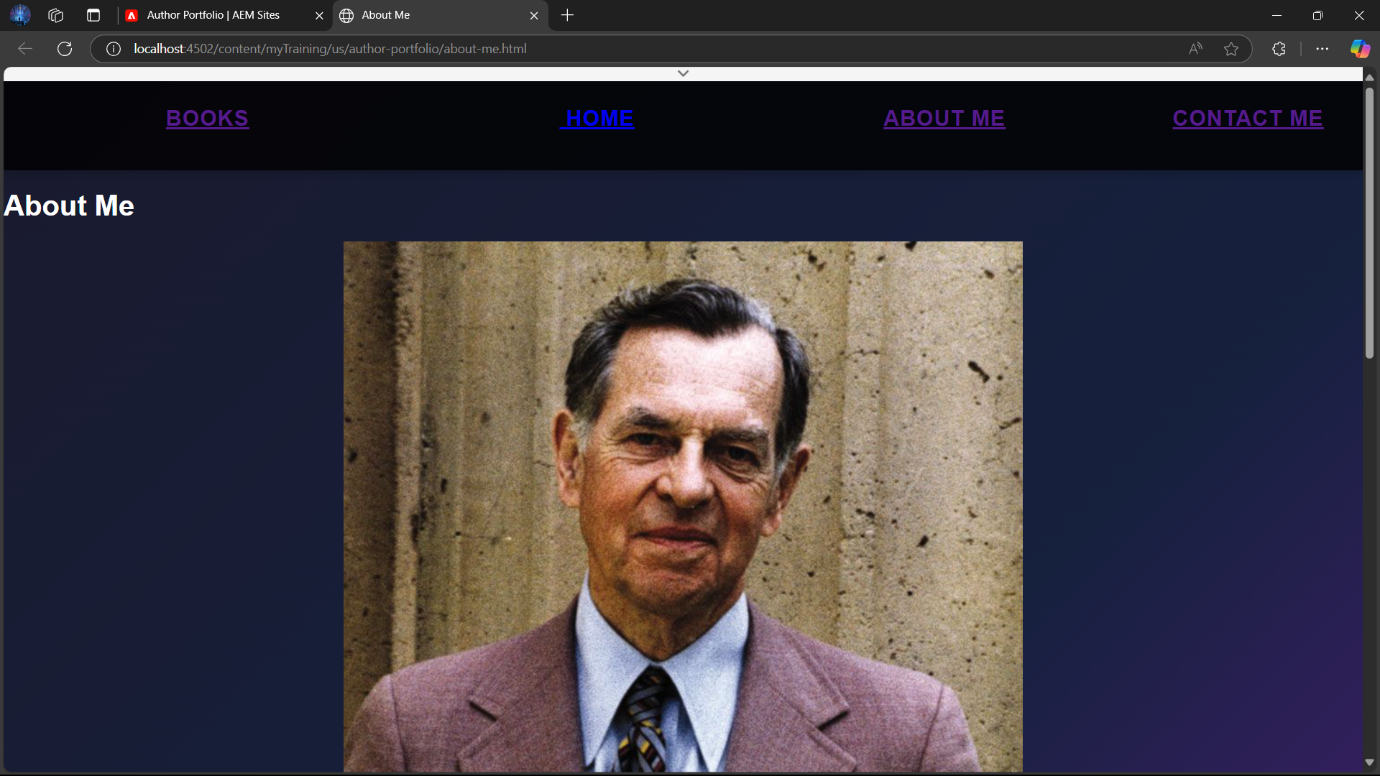 Author Portfolio | AEM Sites
About Me
localhost:4502/content/myTraining/us/author-portfolio/about-me.html
BOOKS
HOME
ABOUT ME
CONTACT ME
About Me